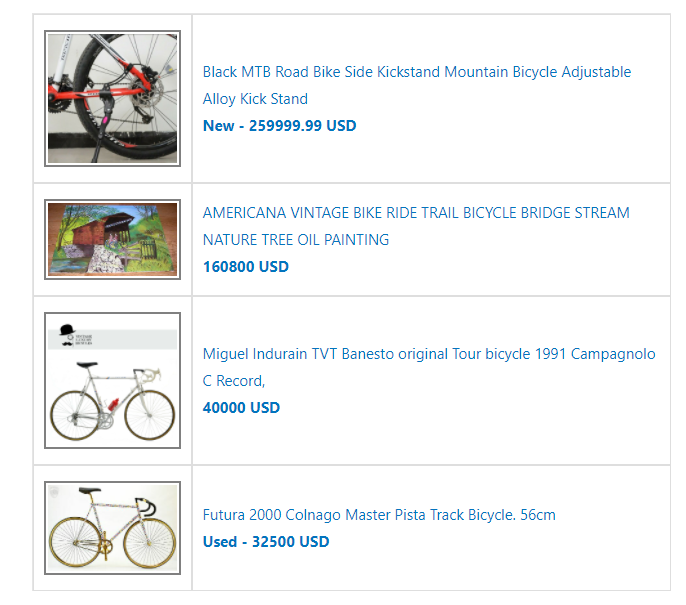 Black MTB Road Bike Side Kickstand Mountain Bicycle Adjustable
Alloy Kick Stand
New - 259999.99 USD
AMERICANA VINTAGE BIKE RIDE TRAIL BICYCLE BRIDGE STREAM
NATURE TREE OIL PAINTING
160800 USD
Miguel Indurain TVT Banesto original Tour bicycle 1991 Campagnolo
C Record,
40000 USD
Futura 2000 Colnago Master Pista Track Bicycle. 56cm
Used - 32500 USD